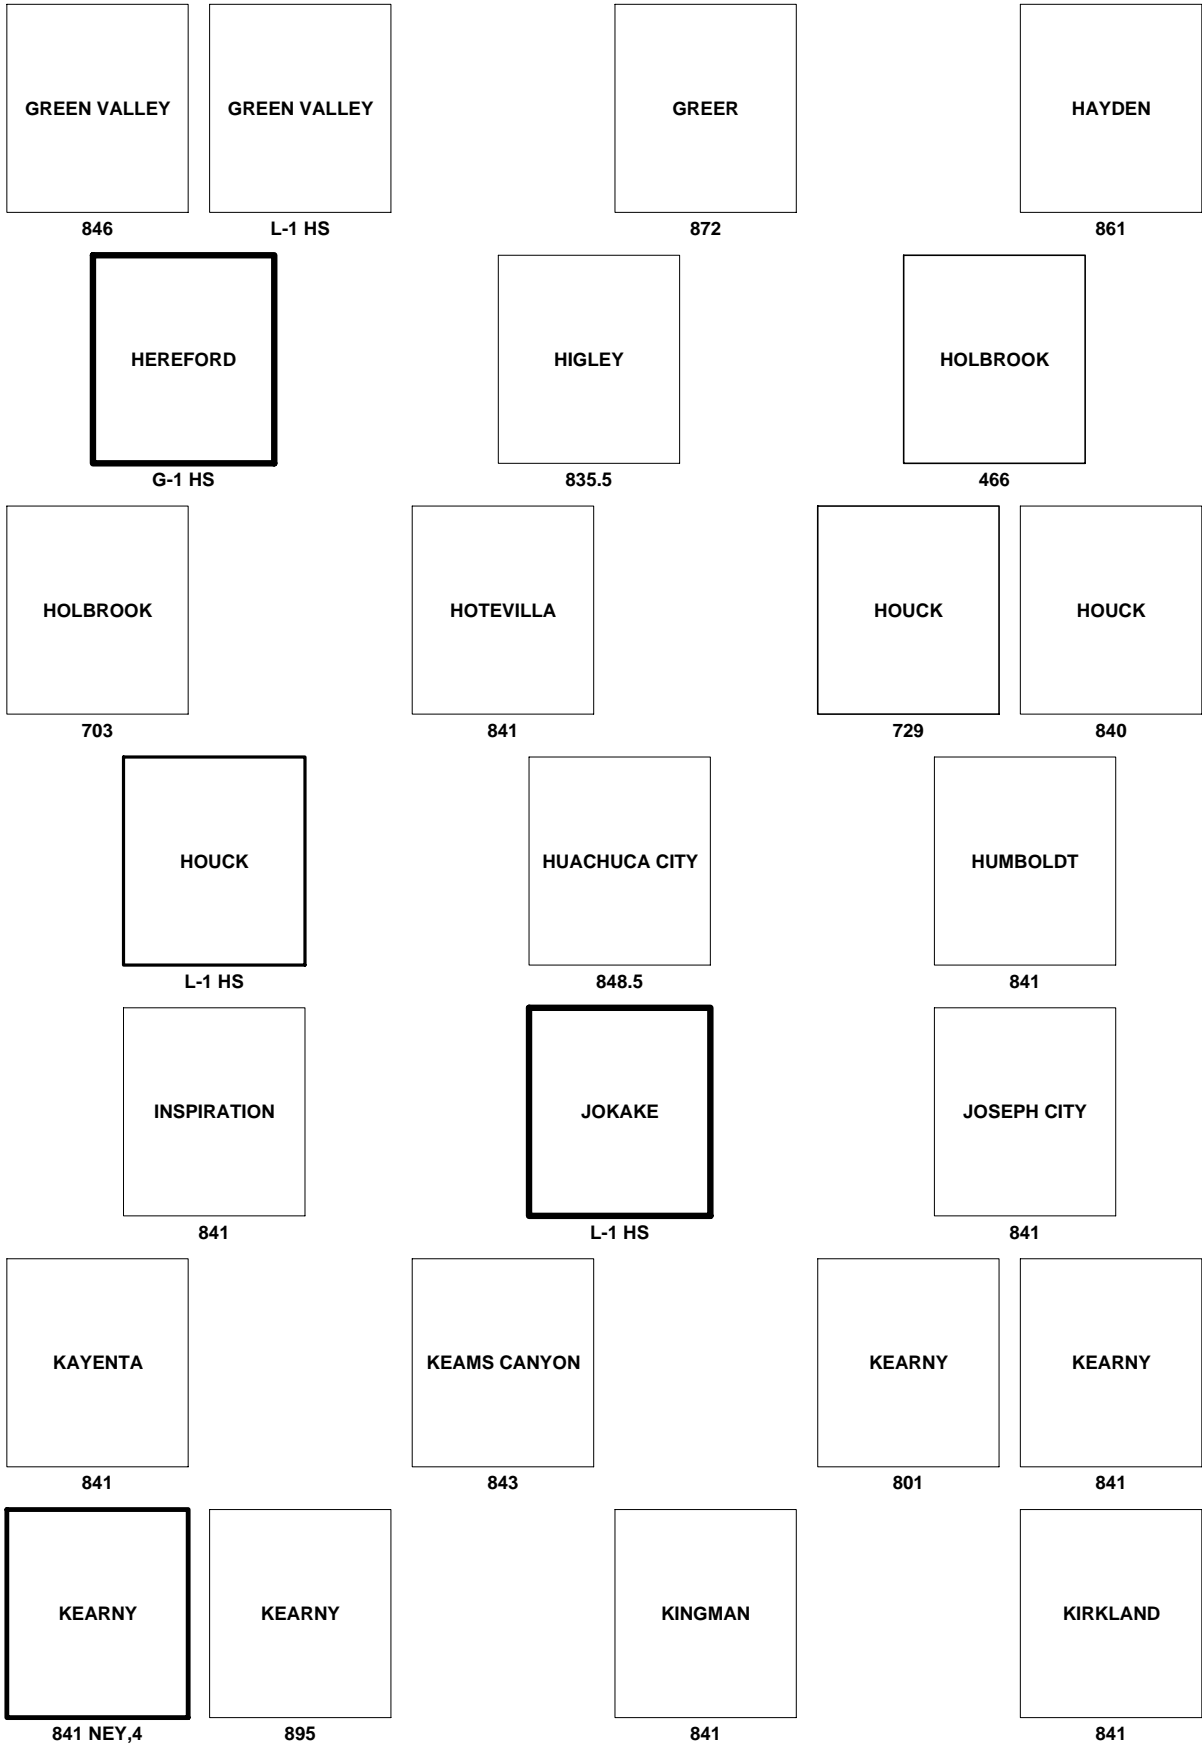 GREEN VALLEY GREEN VALLEY GREER HAYDEN
846 L-1 HS 872 861
HEREFORD HIGLEY HOLBROOK
G-1 HS 835.5 466
HOLBROOK HOTEVILLA HOUCK HOUCK
703 841 729 840
HOUCK HUACHUCA CITY HUMBOLDT
L-1 HS 848.5 841
INSPIRATION JOKAKE JOSEPH CITY
841 L-1 HS 841
KAYENTA KEAMS CANYON KEARNY KEARNY
841 843 801 841
KEARNY KEARNY KINGMAN KIRKLAND
841 NEY,4 895 841 841